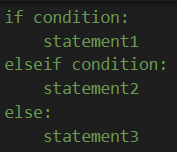 if condition:
    statement1
elseif condition:
    statement2
else:
    statement3